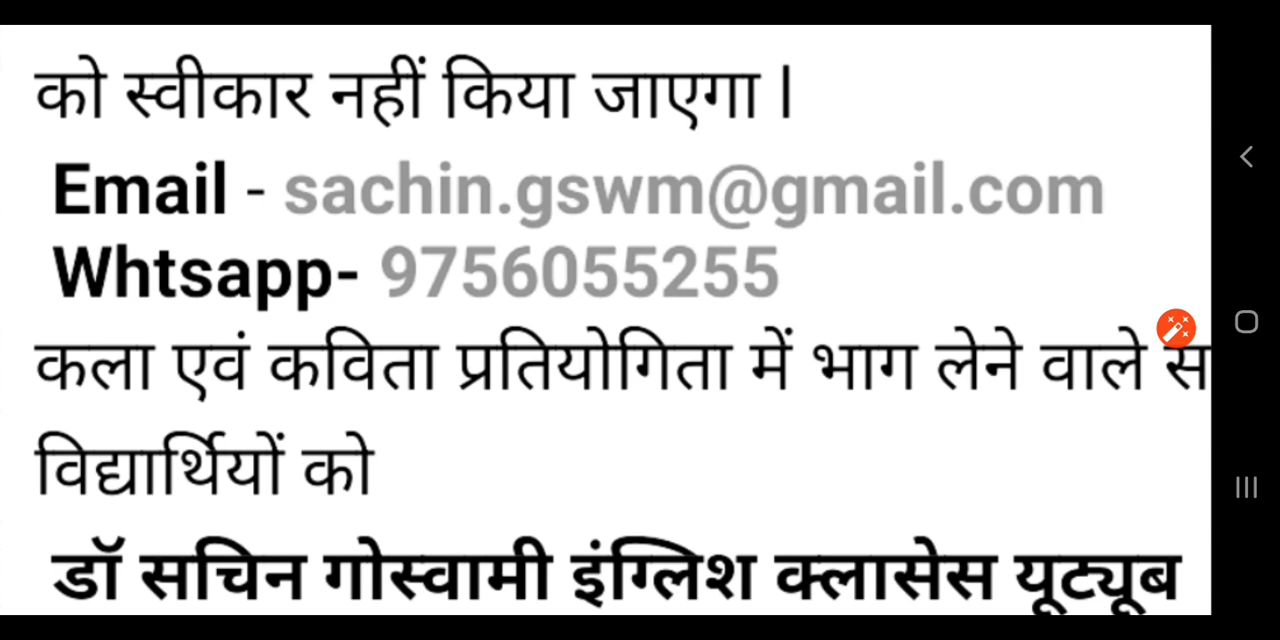 को स्वीकार नहीं किया जाएगा l
Email - sachin.gswm@gmail.com
Whtsapp- 9756055255
कला एवं कविता प्रतियोगिता में भाग लेने वाले
विद्यार्थियों को
डॉ सचिन गोस्वामी इंग्लिश क्लासेस यूट्यूब